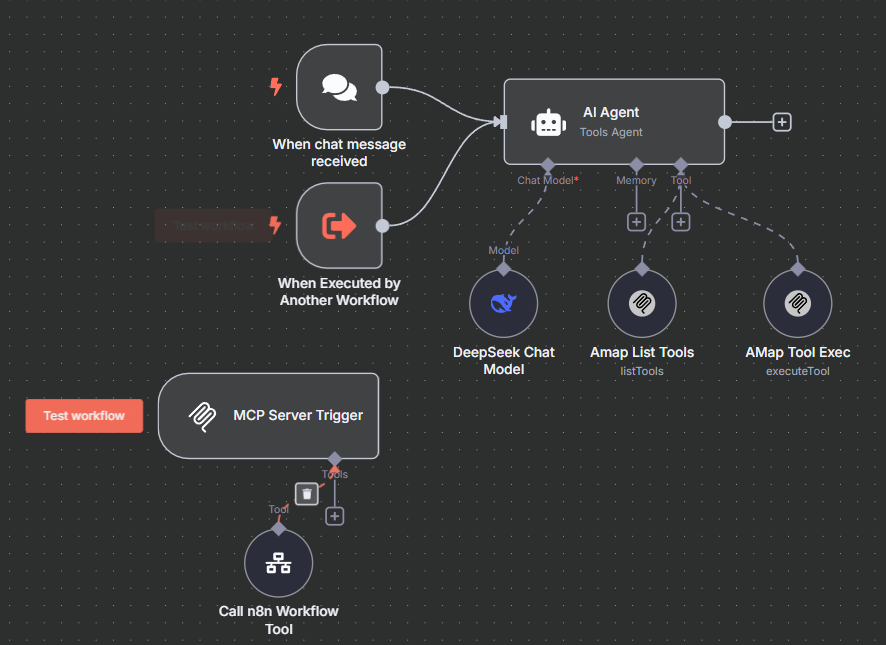 When chat message
received
AI Agent
Tools Agent
Chat Model*
Memory
Tool
Test workflow
When Executed by
Another Workflow
Model
DeepSeek Chat
Model
Amap List Tools
listTools
AMap Tool Exec
executeTool
Test workflow
MCP Server Trigger
Tools
Tool
Call n8n Workflow
Tool